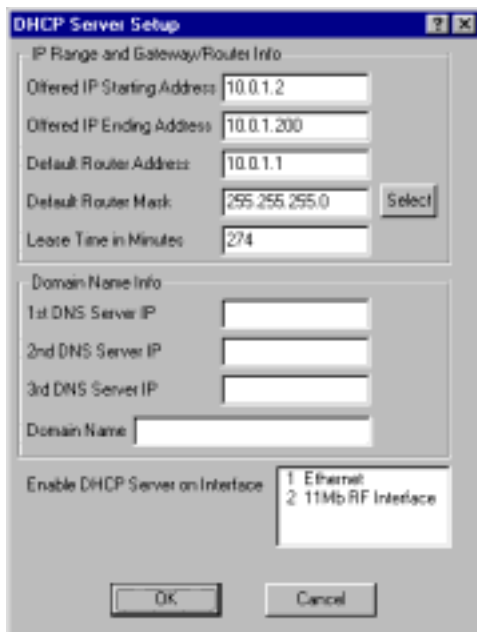 DHCP Server Setup
IP Range and Gateway/Router Info
Offered IP Starting Address 10.0.1.2
Offered IP Ending Address 10.0.1.200
Default Router Address 10.0.1.1
Default Router Mask 255.255.255.0 Select
Lease Time in Minutes 274
Domain Name Info
1st DNS Server IP
2nd DNS Server IP
3rd DNS Server IP
Domain Name
Enable DHCP Server on Interface
1 Ethernet
2 11Mb RF Interface
OK Cancel